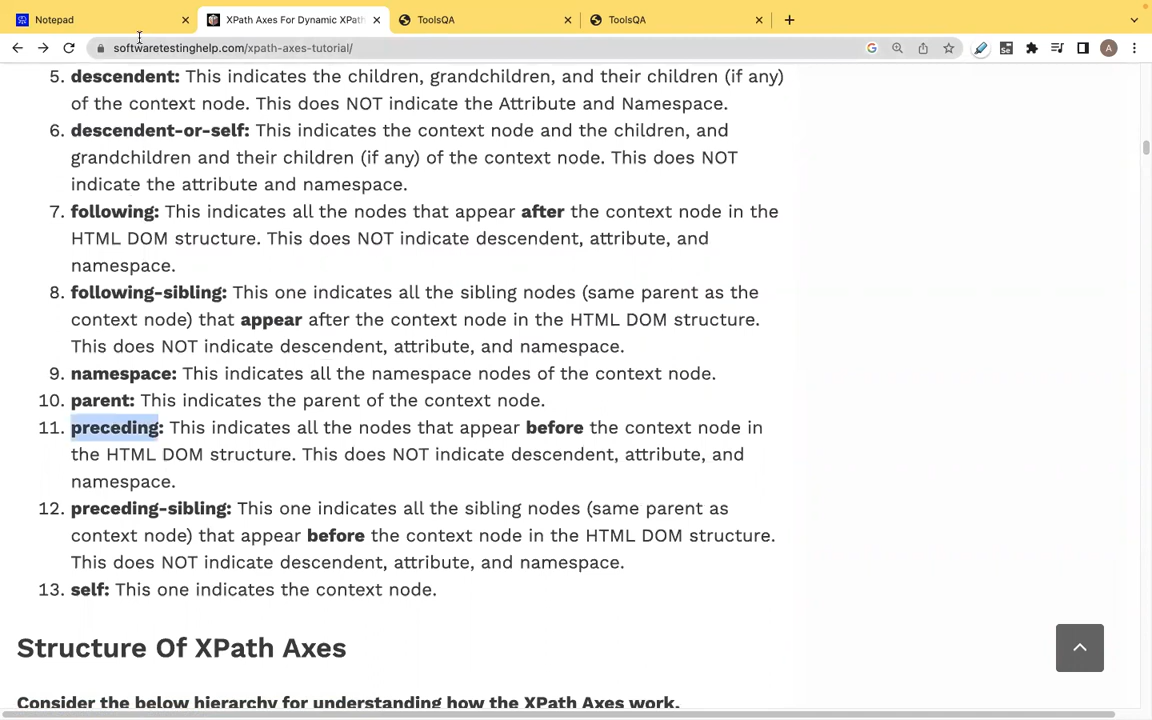 Notepad
XPath Axes For Dynamic XPath
ToolsQA
ToolsQA
softwaretestinghelp.com/xpath-axes-tutorial/
A
5. descendent: This indicates the children, grandchildren, and their children (if any)
of the context node. This does NOT indicate the Attribute and Namespace.
6. descendent-or-self: This indicates the context node and the children, and
grandchildren and their children (if any) of the context node. This does NOT
indicate the attribute and namespace.
7. following: This indicates all the nodes that appear after the context node in the
HTML DOM structure. This does NOT indicate descendent, attribute, and
namespace.
8. following-sibling: This one indicates all the sibling nodes (same parent as the
context node) that appear after the context node in the HTML DOM structure.
This does NOT indicate descendent, attribute, and namespace.
9. namespace: This indicates all the namespace nodes of the context node.
10. parent: This indicates the parent of the context node.
11. preceding: This indicates all the nodes that appear before the context node in
the HTML DOM structure. This does NOT indicate descendent, attribute, and
namespace.
12. preceding-sibling: This one indicates all the sibling nodes (same parent as
context node) that appear before the context node in the HTML DOM structure.
This does NOT indicate descendent, attribute, and namespace.
13. self: This one indicates the context node.
Structure Of XPath Axes
Consider the below hierarchy for understanding how the XPath Axes work.